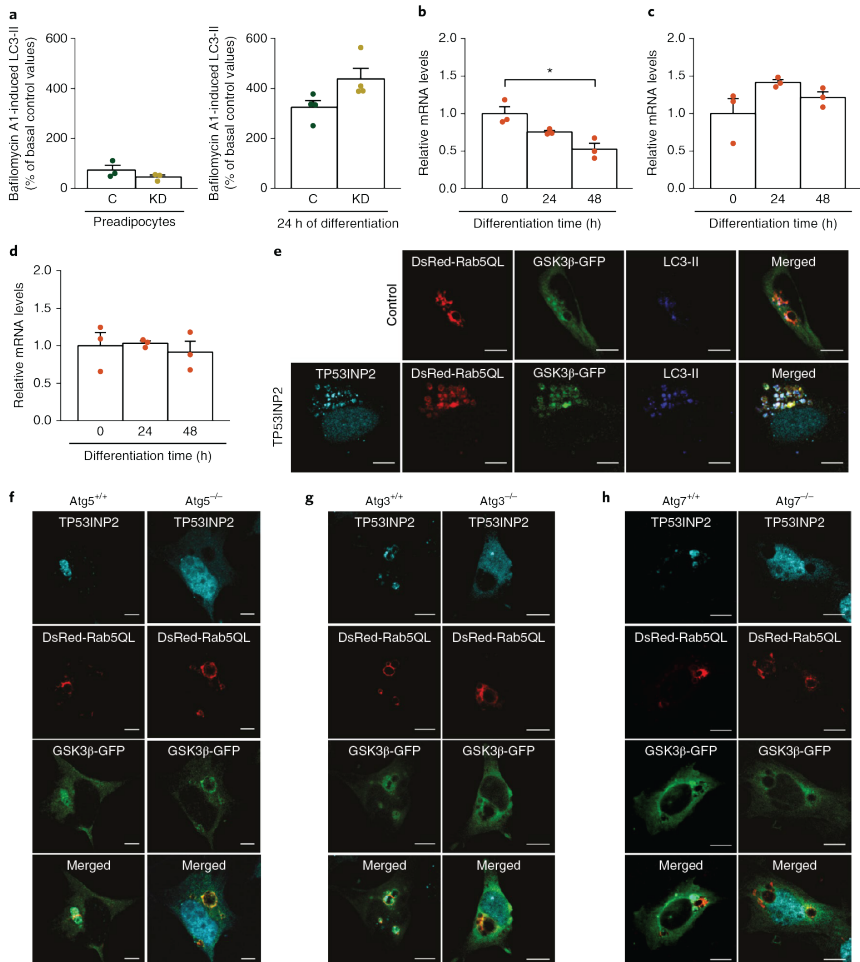 a
Bafilomycin A1-induced LC3-II
(% of basal control values)
600
400
200
0
C KD
Preadipocytes
Bafilomycin A1-induced LC3-II
(% of basal control values)
600
400
200
0
C KD
24 h of differentiation
b
Relative mRNA levels
2.0
1.5
1.0
0.5
0.0
*
0 24 48
Differentiation time (h)
c
Relative mRNA levels
2.0
1.5
1.0
0.5
0.0
0 24 48
Differentiation time (h)
d
Relative mRNA levels
2.0
1.5
1.0
0.5
0.0
0 24 48
Differentiation time (h)
e
Control
DsRed-Rab5QL GSK3β-GFP LC3-II Merged
TP53INP2
TP53INP2 DsRed-Rab5QL GSK3β-GFP LC3-II Merged
f
Atg5+/+ Atg5–/–
TP53INP2 TP53INP2
DsRed-Rab5QL DsRed-Rab5QL
GSK3β-GFP GSK3β-GFP
Merged Merged
g
Atg3+/+ Atg3–/–
TP53INP2 TP53INP2
DsRed-Rab5QL DsRed-Rab5QL
GSK3β-GFP GSK3β-GFP
Merged Merged
h
Atg7+/+ Atg7–/–
TP53INP2 TP53INP2
DsRed-Rab5QL DsRed-Rab5QL
GSK3β-GFP GSK3β-GFP
Merged Merged